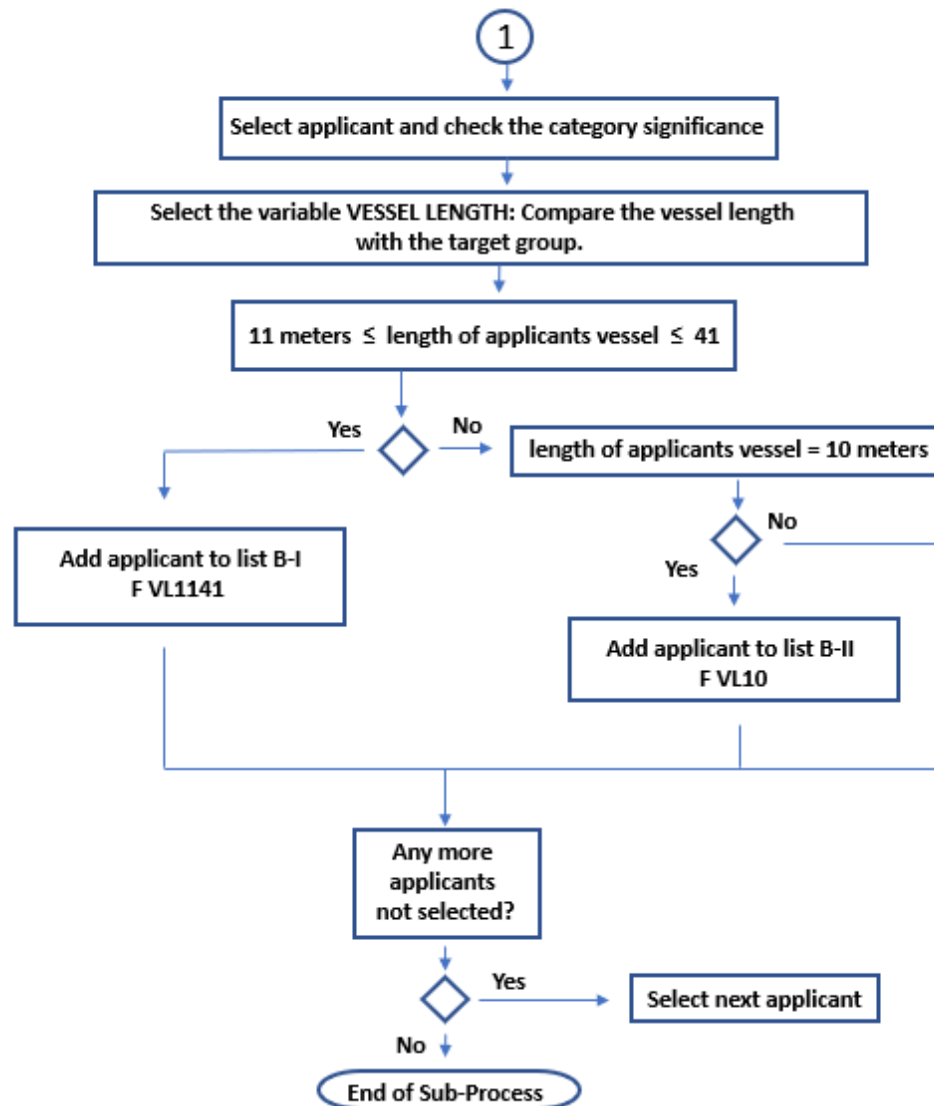 1
Select applicant and check the category significance
Select the variable VESSEL LENGTH: Compare the vessel length
with the target group.
11 meters ≤ length of applicants vessel ≤ 41
Yes
No
length of applicants vessel = 10 meters
No
Yes
Add applicant to list B-I
F VL1141
Add applicant to list B-II
F VL10
Any more
applicants
not selected?
Yes
Select next applicant
No
End of Sub-Process